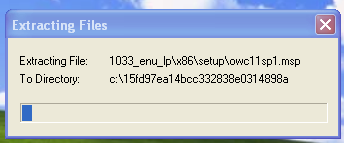 Extracting Files
Extracting File: 1033_enu_lp\x86\setup\owc11sp1.msp
To Directory: c:\15fd97ea14bcc332838e0314898a